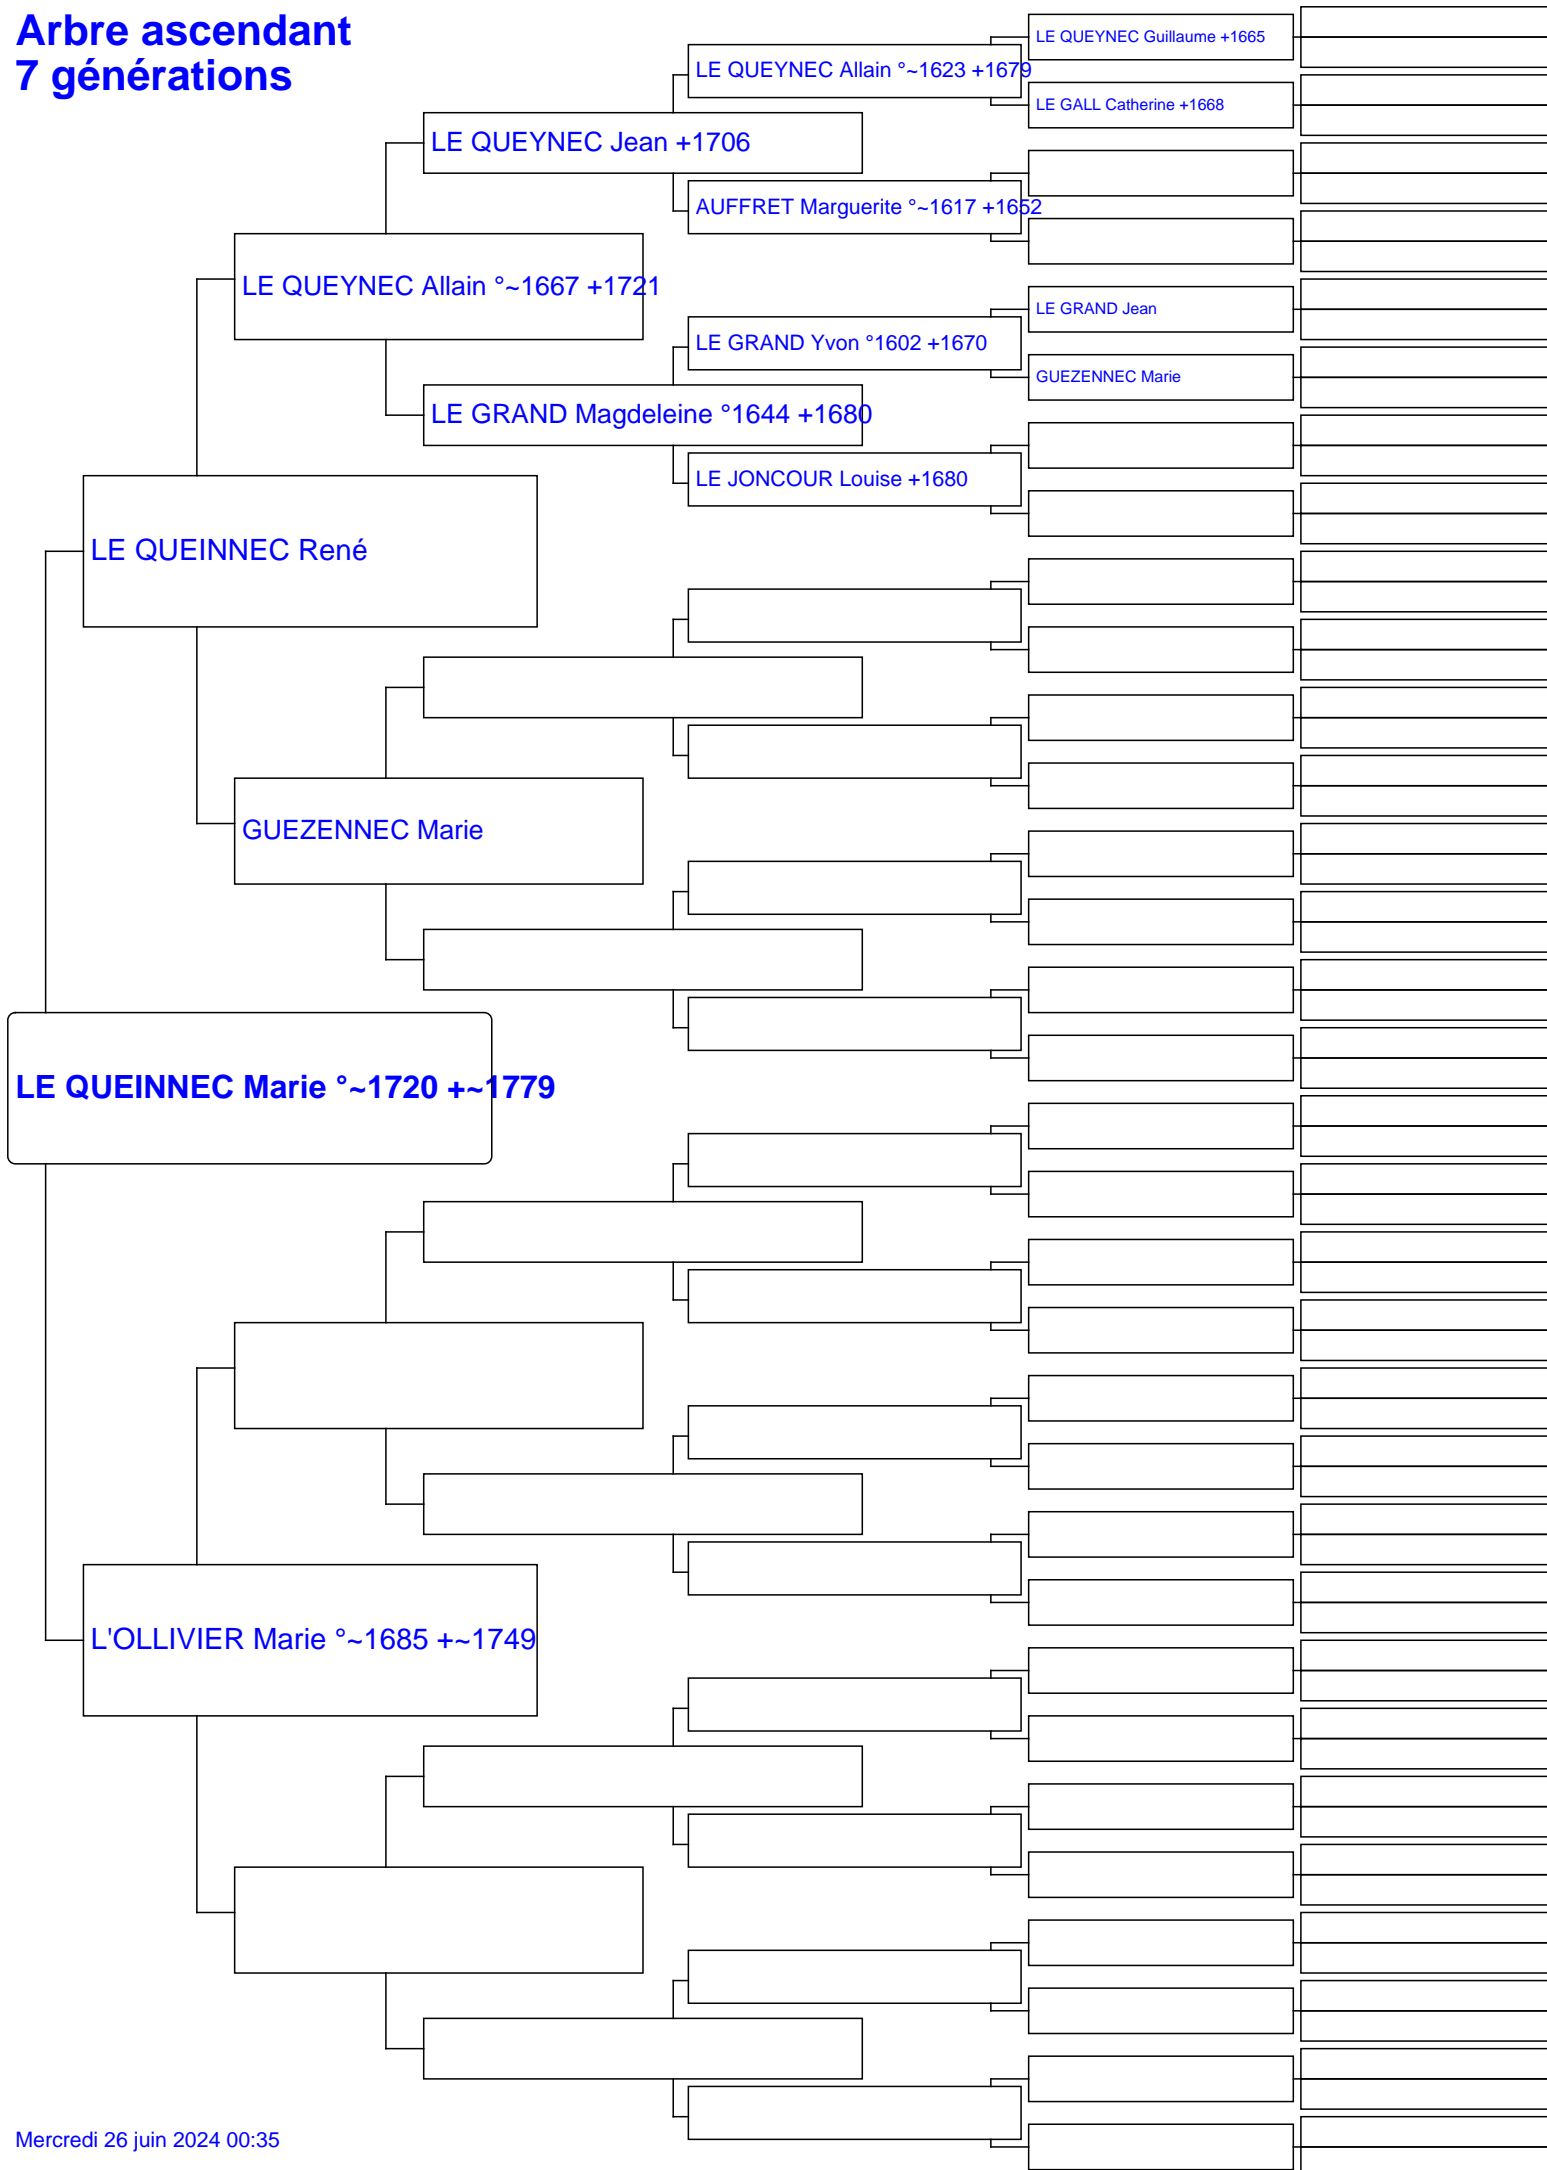 Arbre ascendant
7 générations
LE QUEYNEC Guillaume +1665
LE QUEYNEC Allain °~1623 +1679
LE GALL Catherine +1668
LE QUEYNEC Jean +1706
AUFFRET Marguerite °~1617 +1652
LE QUEYNEC Allain °~1667 +1721
LE GRAND Jean
LE GRAND Yvon °1602 +1670
GUEZENNEC Marie
LE GRAND Magdeleine °1644 +1680
LE JONCOUR Louise +1680
LE QUEINNEC René
GUEZENNEC Marie
LE QUEINNEC Marie °~1720 +~1779
L'OLLIVIER Marie °~1685 +~1749
Mercredi 26 juin 2024 00:35